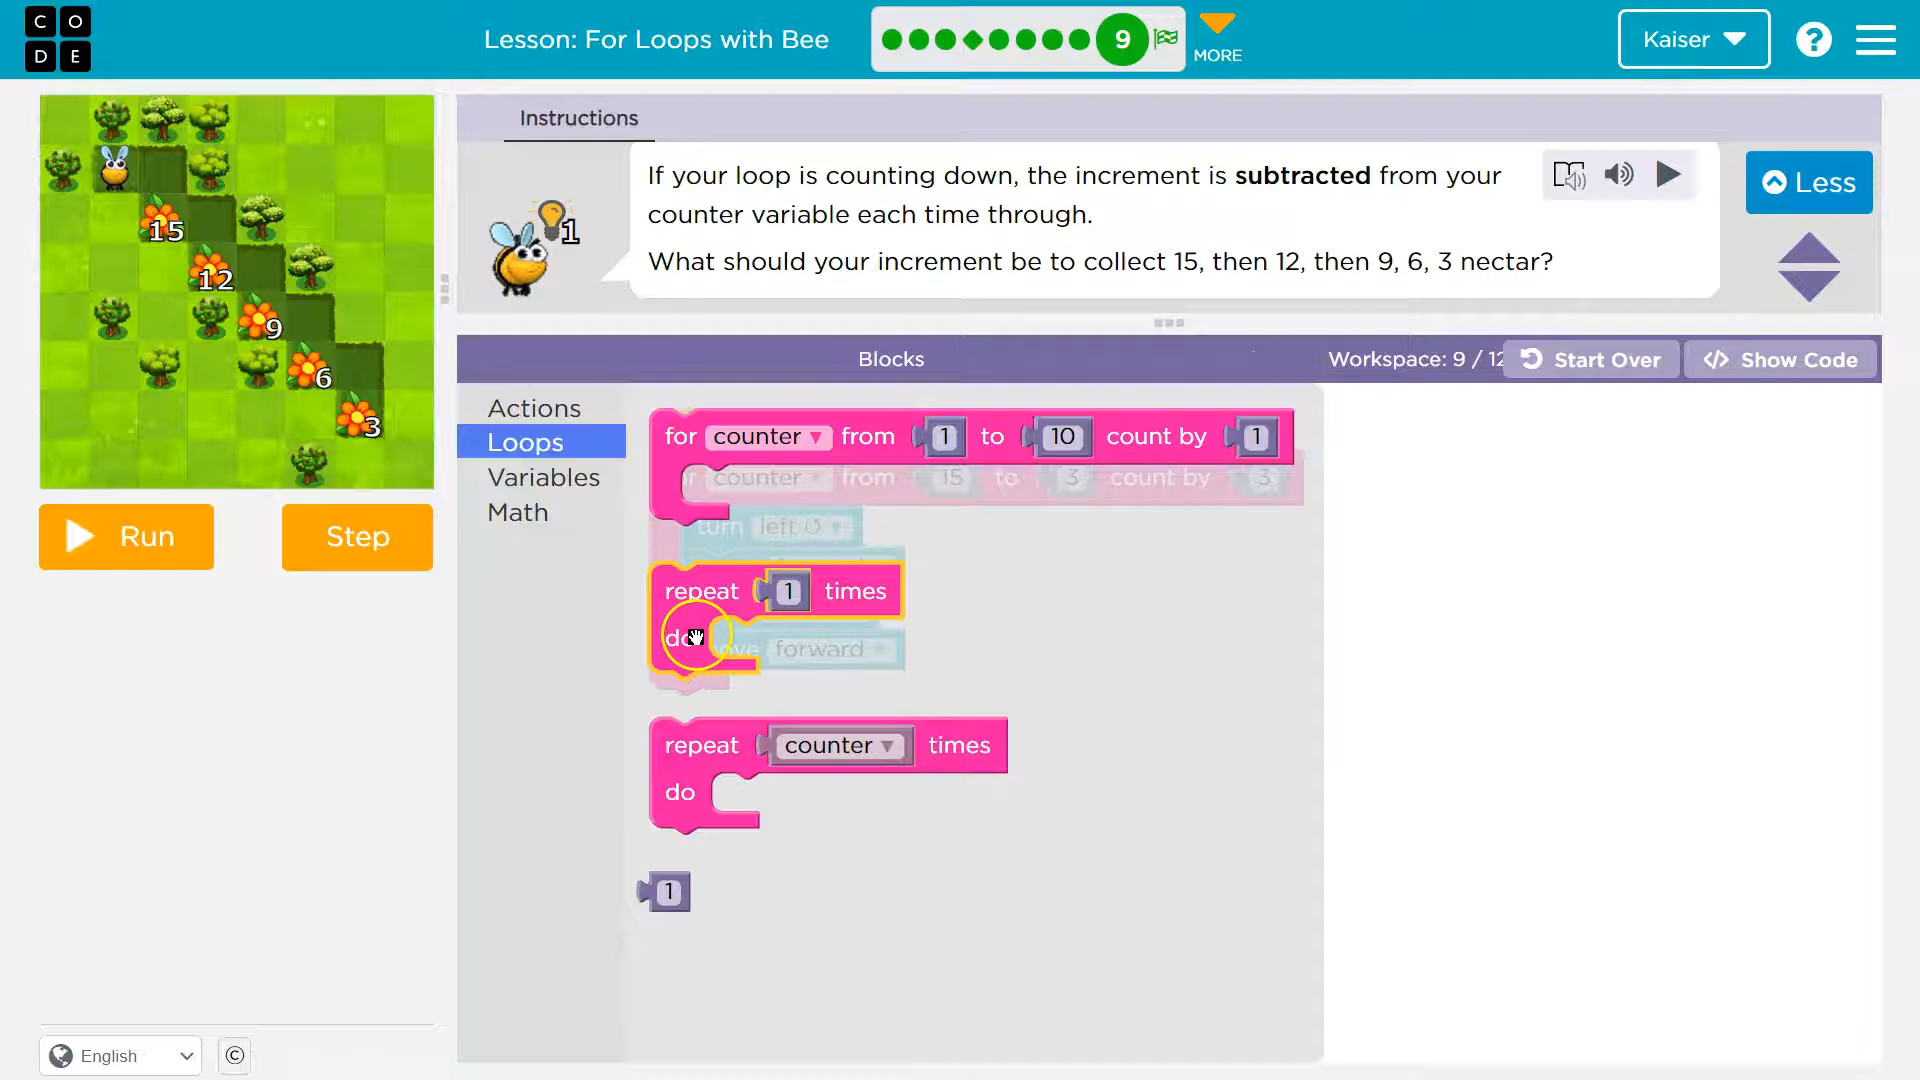 C O
D E
Lesson: For Loops with Bee
9
MORE
Kaiser
?
15
12
9
6
3
Run
Step
Instructions
1
If your loop is counting down, the increment is subtracted from your
counter variable each time through.
What should your increment be to collect 15, then 12, then 9, 6, 3 nectar?
Less
Blocks
Workspace: 9 / 12
Start Over
</> Show Code
Actions
Loops
Variables
Math
for counter from 1 to 10 count by 1
counter from 15 to 3 count by 3
turn left
repeat 1 times
do
forward
repeat counter times
do
1
English
©